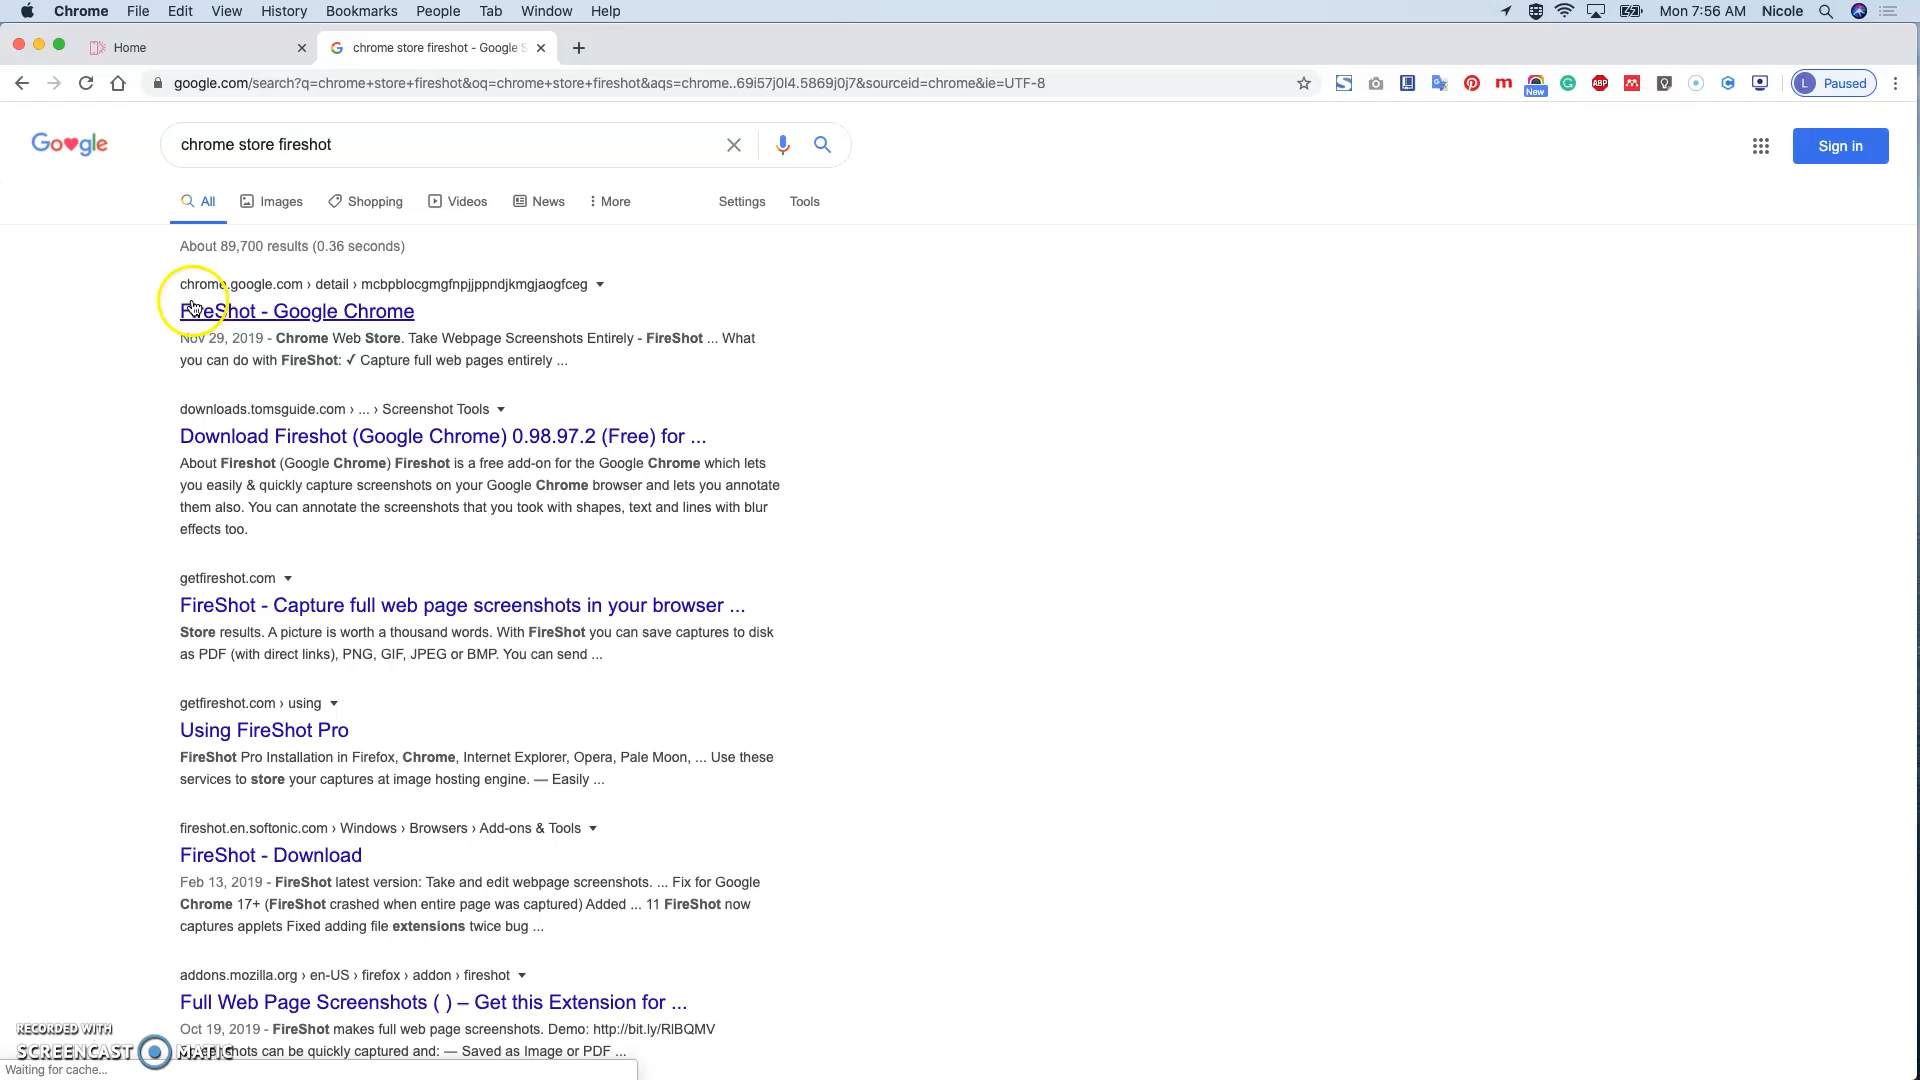 Chrome File Edit View History Bookmarks People Tab Window Help Mon 7:56 AM Nicole
Home chrome store fireshot - Google S
google.com/search?q=chrome+store+fireshot&oq=chrome+store+fireshot&aqs=chrome..69i57j0l4.5869j0j7&sourceid=chrome&ie=UTF-8 m New ABP L Paused
Google chrome store fireshot Sign in
All Images Shopping Videos News More Settings Tools
About 89,700 results (0.36 seconds)
chrome.google.com › detail › mcbpblocgmgfnpjjppndjkmgjaogfceg
FireShot - Google Chrome
Nov 29, 2019 - Chrome Web Store. Take Webpage Screenshots Entirely - FireShot ... What
you can do with FireShot: ✓ Capture full web pages entirely ...
downloads.tomsguide.com › ... › Screenshot Tools
Download Fireshot (Google Chrome) 0.98.97.2 (Free) for ...
About Fireshot (Google Chrome) Fireshot is a free add-on for the Google Chrome which lets
you easily & quickly capture screenshots on your Google Chrome browser and lets you annotate
them also. You can annotate the screenshots that you took with shapes, text and lines with blur
effects too.
getfireshot.com
FireShot - Capture full web page screenshots in your browser ...
Store results. A picture is worth a thousand words. With FireShot you can save captures to disk
as PDF (with direct links), PNG, GIF, JPEG or BMP. You can send ...
getfireshot.com › using
Using FireShot Pro
FireShot Pro Installation in Firefox, Chrome, Internet Explorer, Opera, Pale Moon, ... Use these
services to store your captures at image hosting engine. — Easily ...
fireshot.en.softonic.com › Windows › Browsers › Add-ons & Tools
FireShot - Download
Feb 13, 2019 - FireShot latest version: Take and edit webpage screenshots. ... Fix for Google
Chrome 17+ (FireShot crashed when entire page was captured) Added ... 11 FireShot now
captures applets Fixed adding file extensions twice bug ...
addons.mozilla.org › en-US › firefox › addon › fireshot
Full Web Page Screenshots ( ) – Get this Extension for ...
Oct 19, 2019 - FireShot makes full web page screenshots. Demo: http://bit.ly/RlBQMV
can be quickly captured and: — Saved as Image or PDF ...
RECORDED WITH
SCREENCAST MATIC
Waiting for cache...